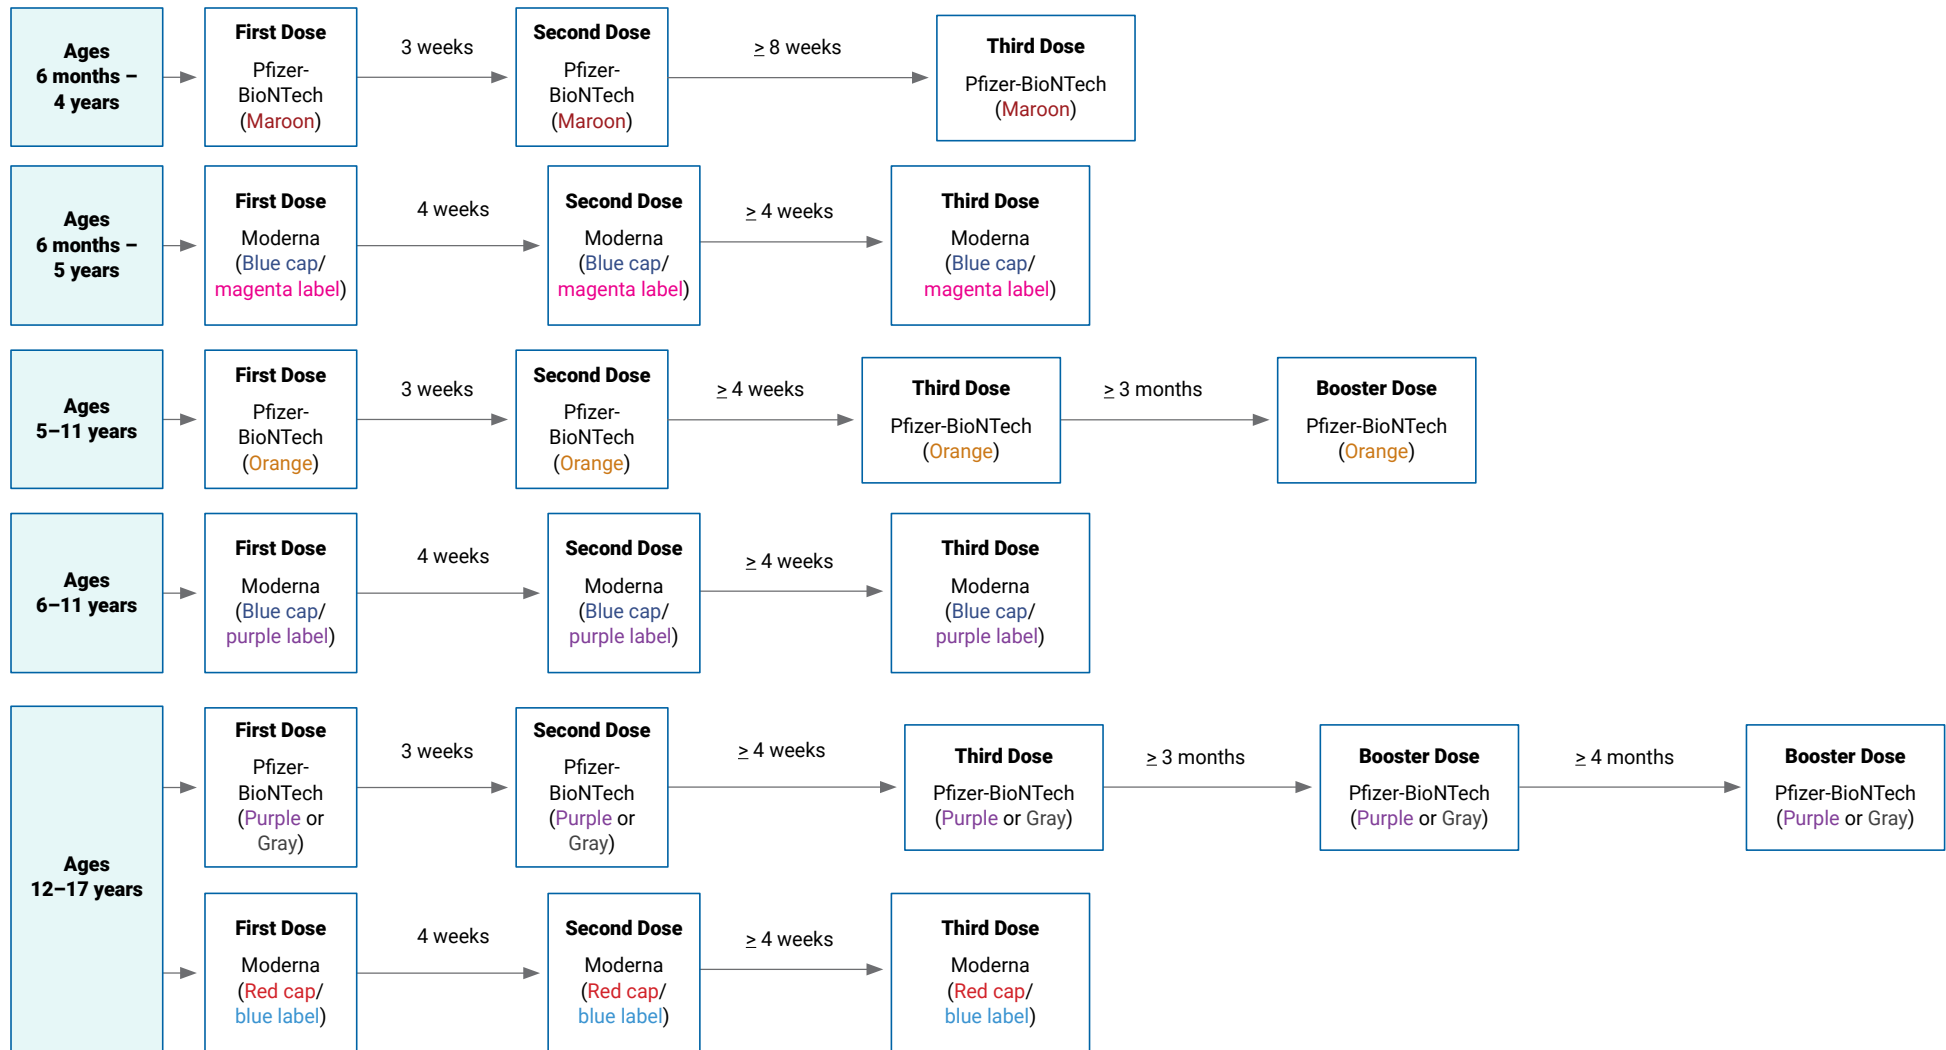 Ages
6 months –
4 years
First Dose
Pfizer-
BioNTech
(Maroon)
3 weeks
Second Dose
Pfizer-
BioNTech
(Maroon)
≥ 8 weeks
Third Dose
Pfizer-BioNTech
(Maroon)
Ages
6 months –
5 years
First Dose
Moderna
(Blue cap/
magenta label)
4 weeks
Second Dose
Moderna
(Blue cap/
magenta label)
≥ 4 weeks
Third Dose
Moderna
(Blue cap/
magenta label)
Ages
5–11 years
First Dose
Pfizer-
BioNTech
(Orange)
3 weeks
Second Dose
Pfizer-
BioNTech
(Orange)
≥ 4 weeks
Third Dose
Pfizer-BioNTech
(Orange)
≥ 3 months
Booster Dose
Pfizer-BioNTech
(Orange)
Ages
6–11 years
First Dose
Moderna
(Blue cap/
purple label)
4 weeks
Second Dose
Moderna
(Blue cap/
purple label)
≥ 4 weeks
Third Dose
Moderna
(Blue cap/
purple label)
Ages
12–17 years
First Dose
Pfizer-
BioNTech
(Purple or
Gray)
3 weeks
Second Dose
Pfizer-
BioNTech
(Purple or
Gray)
≥ 4 weeks
Third Dose
Pfizer-BioNTech
(Purple or Gray)
≥ 3 months
Booster Dose
Pfizer-BioNTech
(Purple or Gray)
≥ 4 months
Booster Dose
Pfizer-BioNTech
(Purple or Gray)
First Dose
Moderna
(Red cap/
blue label)
4 weeks
Second Dose
Moderna
(Red cap/
blue label)
≥ 4 weeks
Third Dose
Moderna
(Red cap/
blue label)